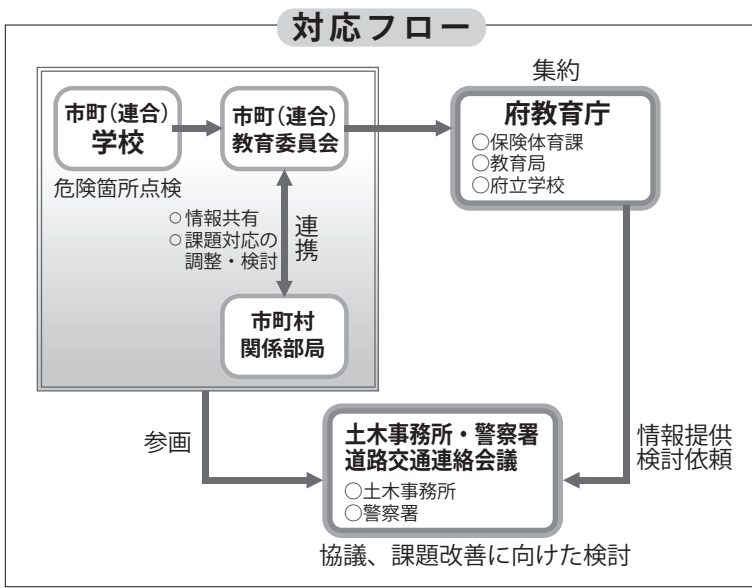 対応フロー
市町（連合）
学校
危険箇所点検
市町（連合）
教育委員会
集約
府教育庁
○保険体育課
○教育局
○府立学校
○情報共有
○課題対応の
調整・検討
連携
市町村
関係部局
参画
土木事務所・警察署
道路交通連絡会議
○土木事務所
○警察署
情報提供
検討依頼
協議、課題改善に向けた検討